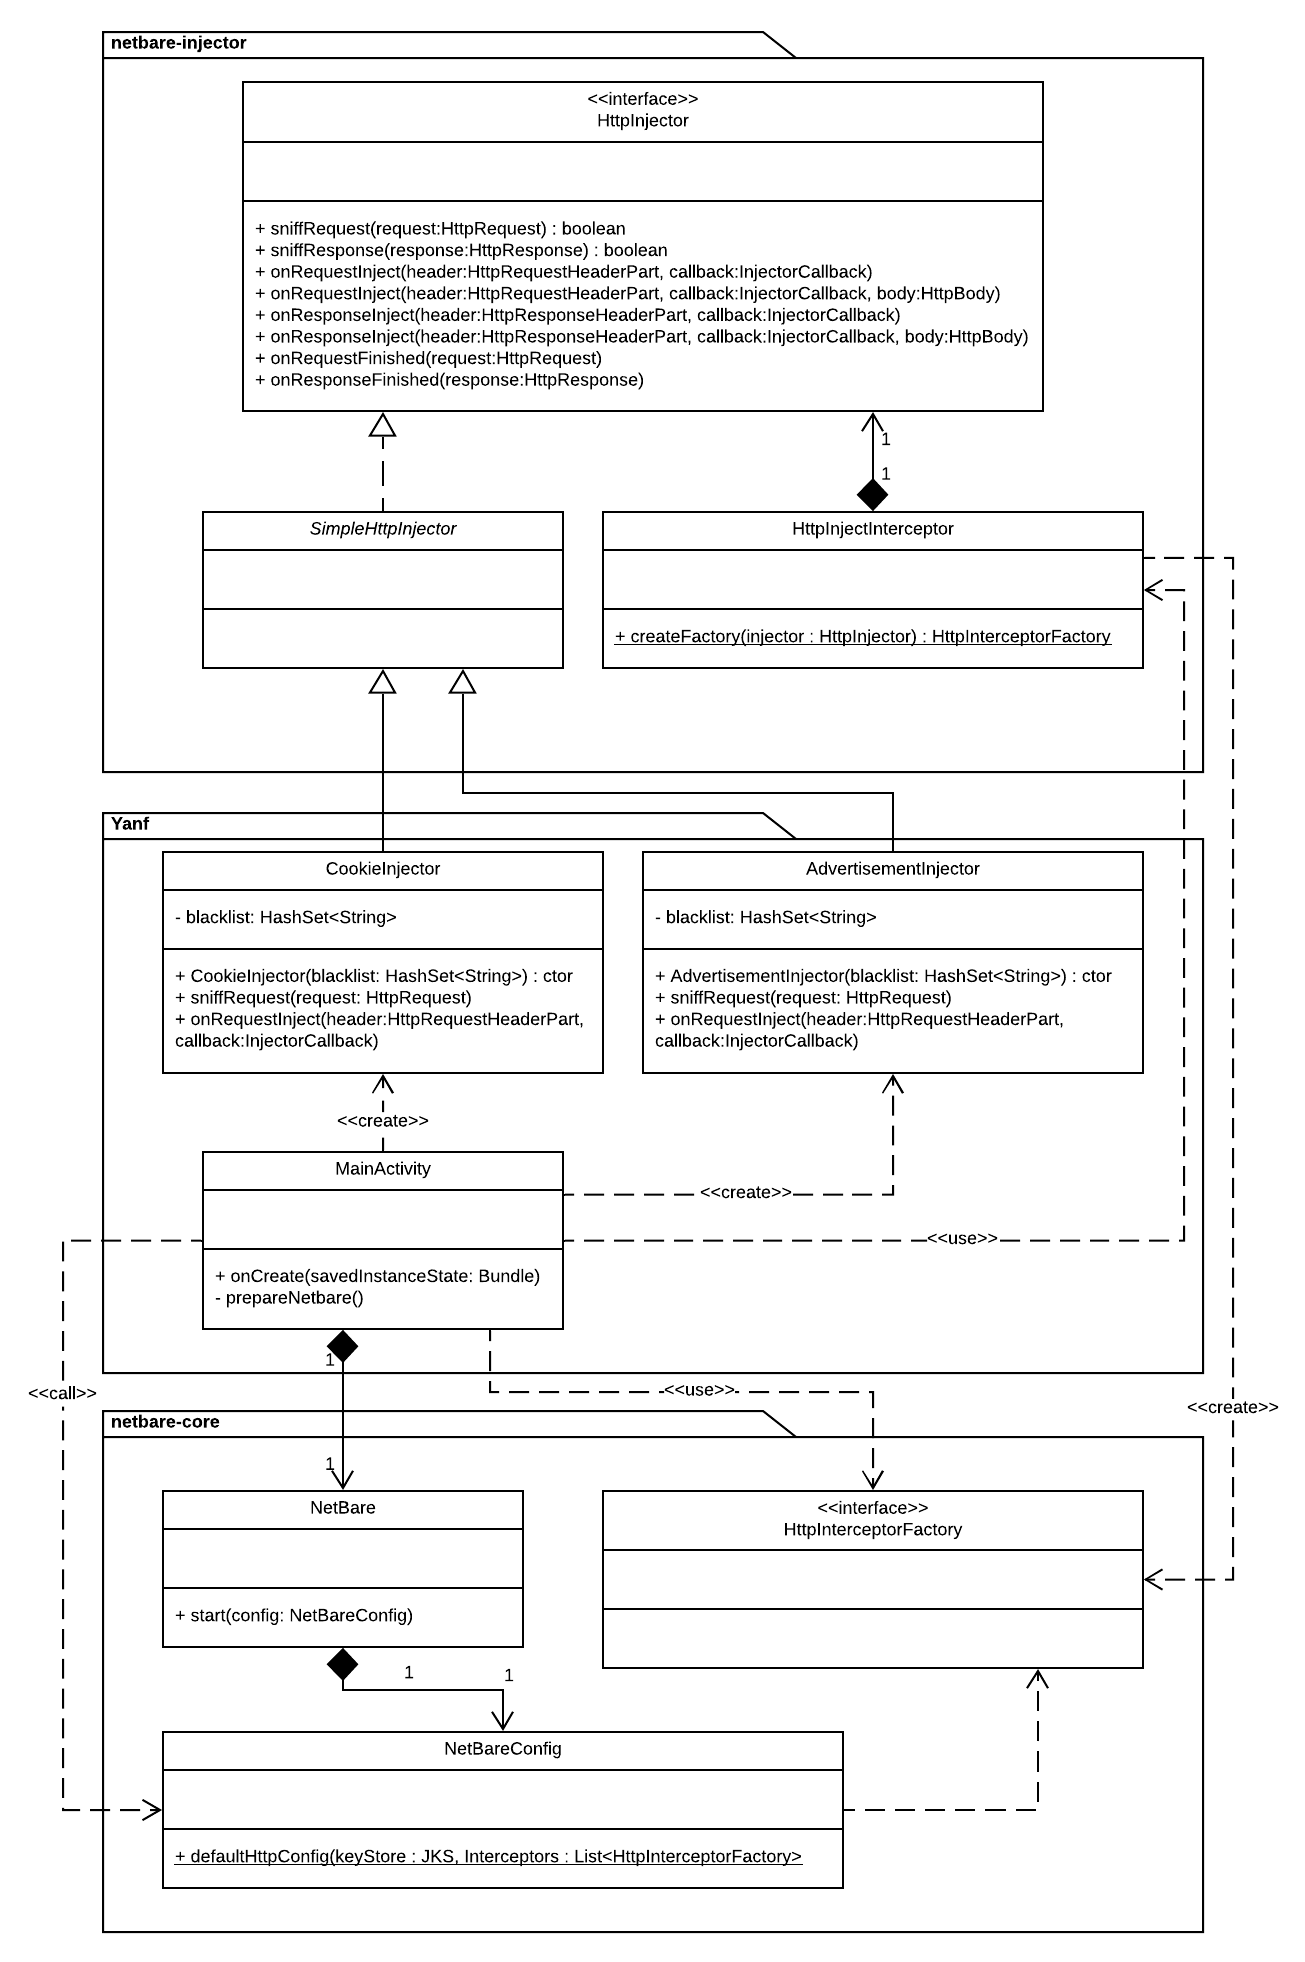 netbare-injector
<<interface>>
HttpInjector
+ sniffRequest(request:HttpRequest) : boolean
+ sniffResponse(response:HttpResponse) : boolean
+ onRequestInject(header:HttpRequestHeaderPart, callback:InjectorCallback)
+ onRequestInject(header:HttpRequestHeaderPart, callback:InjectorCallback, body:HttpBody)
+ onResponseInject(header:HttpResponseHeaderPart, callback:InjectorCallback)
+ onResponseInject(header:HttpResponseHeaderPart, callback:InjectorCallback, body:HttpBody)
+ onRequestFinished(request:HttpRequest)
+ onResponseFinished(response:HttpResponse)
1
1
SimpleHttpInjector
HttpInjectInterceptor
+ createFactory(injector : HttpInjector) : HttpInterceptorFactory
Yanf
CookieInjector
- blacklist: HashSet<String>
+ CookieInjector(blacklist: HashSet<String>) : ctor
+ sniffRequest(request: HttpRequest)
+ onRequestInject(header:HttpRequestHeaderPart,
callback:InjectorCallback)
AdvertisementInjector
- blacklist: HashSet<String>
+ AdvertisementInjector(blacklist: HashSet<String>) : ctor
+ sniffRequest(request: HttpRequest)
+ onRequestInject(header:HttpRequestHeaderPart,
callback:InjectorCallback)
<<create>>
MainActivity
<<create>>
<<use>>
+ onCreate(savedInstanceState: Bundle)
- prepareNetbare()
1
<<call>>
<<use>>
<<create>>
netbare-core
1
NetBare
+ start(config: NetBareConfig)
<<interface>>
HttpInterceptorFactory
1
1
NetBareConfig
+ defaultHttpConfig(keyStore : JKS, Interceptors : List<HttpInterceptorFactory>